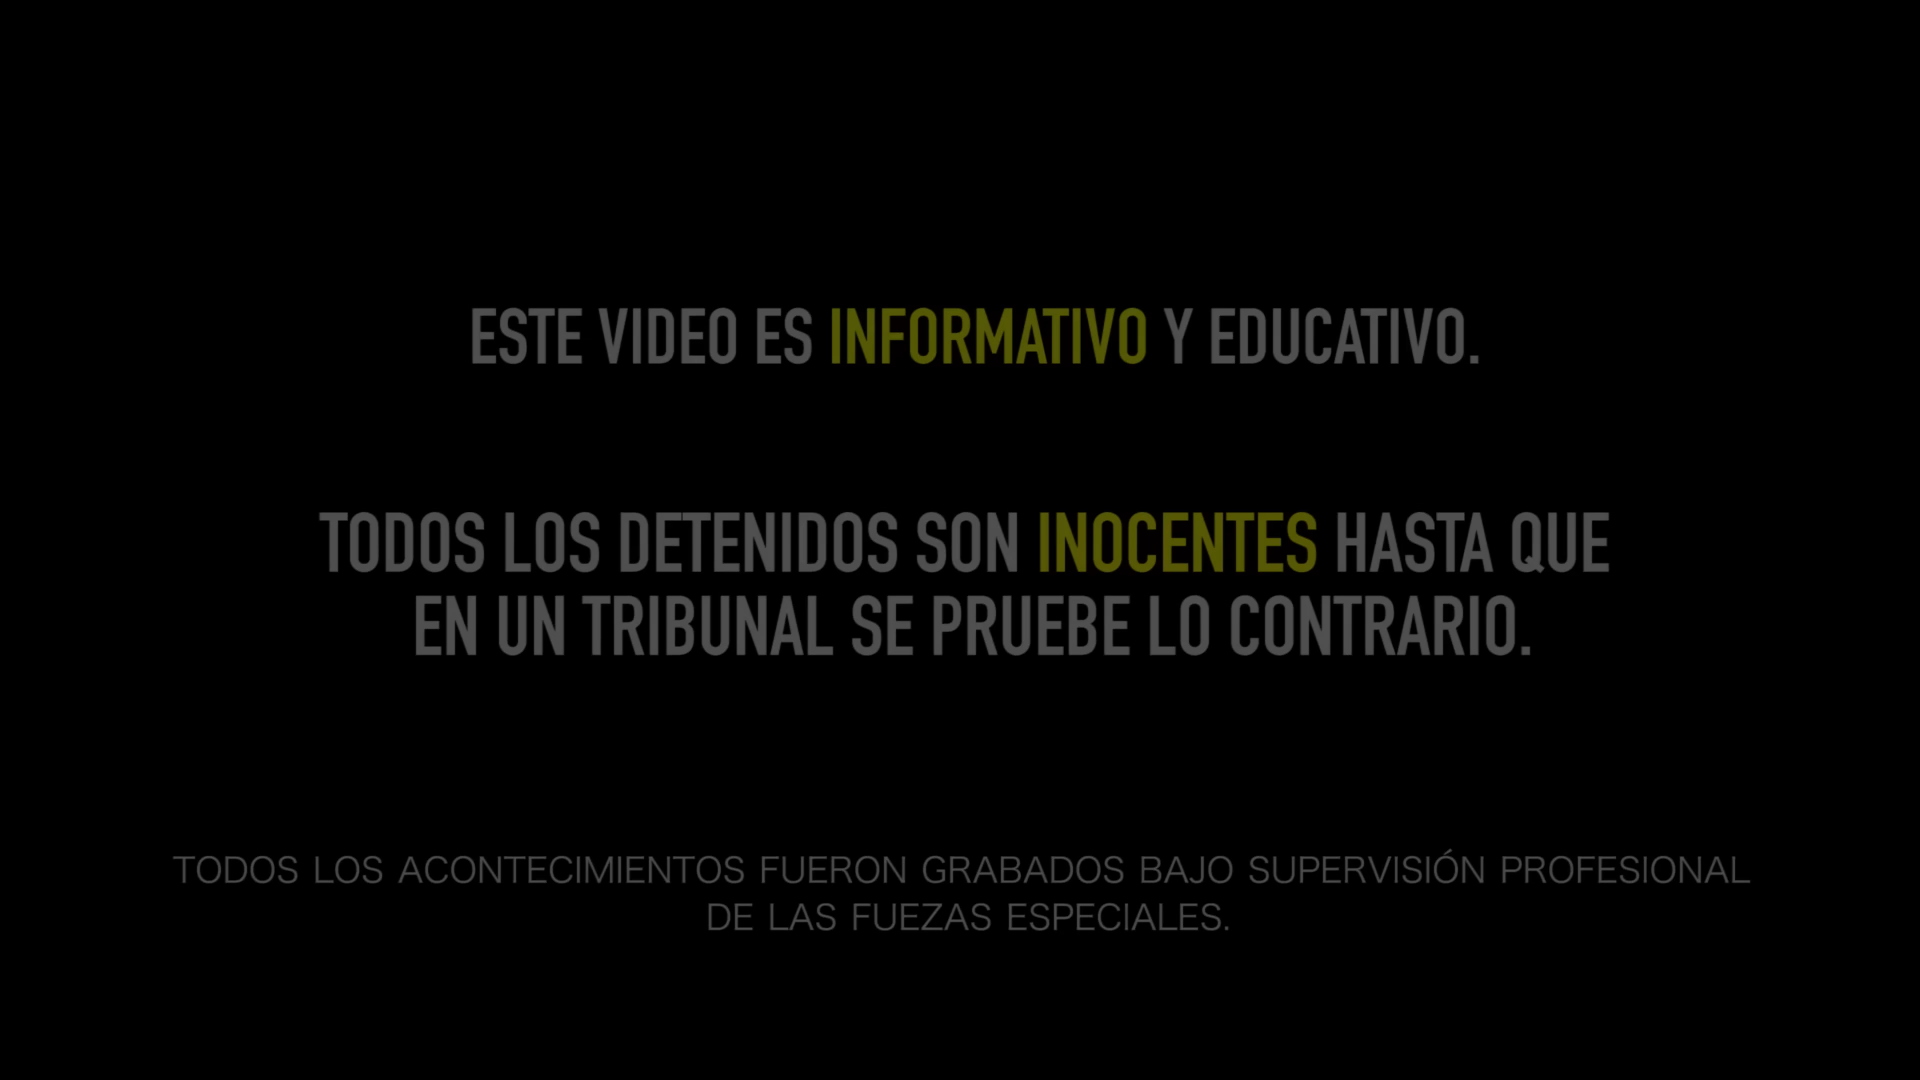 ESTE VIDEO ES INFORMATIVO Y EDUCATIVO.
TODOS LOS DETENIDOS SON INOCENTES HASTA QUE
EN UN TRIBUNAL SE PRUEBE LO CONTRARIO.
TODOS LOS ACONTECIMIENTOS FUERON GRABADOS BAJO SUPERVISIÓN PROFESIONAL
DE LAS FUEZAS ESPECIALES.